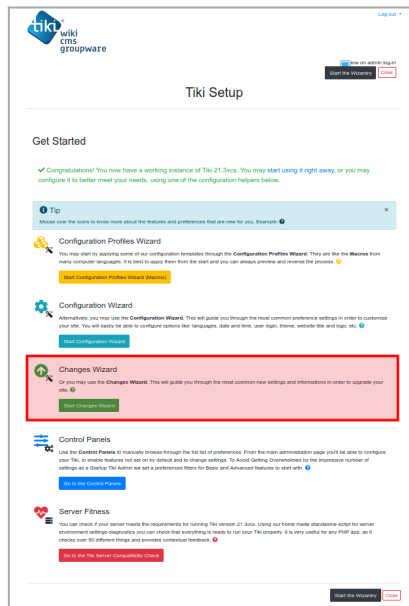 Log out
tiki
wiki
cms
groupware
how on admin log-in
Start the Wizardry Close
Tiki Setup
Get Started
Congratulations! You now have a working instance of Tiki 21.3vcs. You may start using it right away, or you may
configure it to better meet your needs, using one of the configuration helpers below.
Tip ×
Mouse over the icons to know more about the features and preferences that are new for you. Example:
Configuration Profiles Wizard
You may start by applying some of our configuration templates through the Configuration Profiles Wizard. They are like the Macros from
many computer languages. It is best to apply them from the start and you can always preview and reverse the process.
Start Configuration Profiles Wizard (Macros)
Configuration Wizard
Alternatively, you may use the Configuration Wizard. This will guide you through the most common preference settings in order to customize
your site. You will easily be able to configure options like: languages, date and time, user login, theme, website title and logo, etc.
Start Configuration Wizard
Changes Wizard
Or you may use the Changes Wizard. This will guide you through the most common new settings and informations in order to upgrade your
site.
Start Changes Wizard
Control Panels
Use the Control Panels to manually browse through the full list of preferences. From the main administration page you'll be able to configure
your Tiki, to enable features not set on by default and to change settings. To Avoid Getting Overwhelmed by the impressive number of
settings as a Startup Tiki Admin we set a preferences filters for Basic and Advanced features to start with.
Go to the Control Panels
Server Fitness
You can check if your server meets the requirements for running Tiki version 21.3vcs. Using our home made standalone script for server
environment settings diagnostics you can check that everything is ready to run your Tiki properly. It is very useful for any PHP app, as it
checks over 50 different things and provides contextual feedback.
Go to the Tiki Server Compatibility Check
Start the Wizardry Close